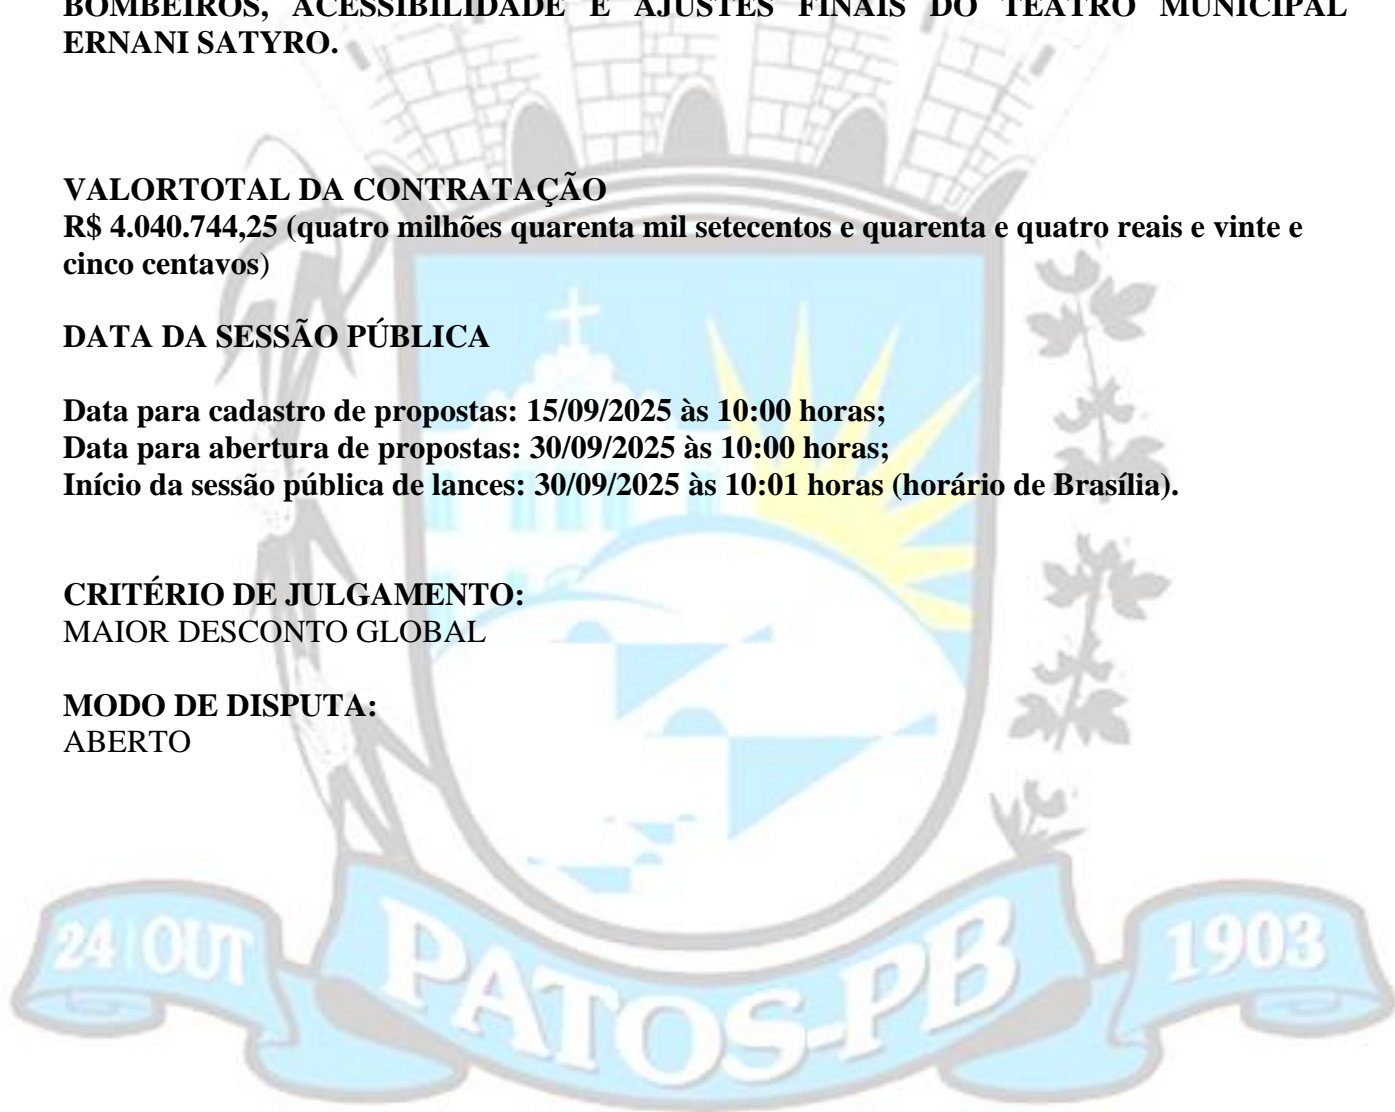 BOMBEIROS, ACESSIBILIDADE E AJUSTES FINAIS DO TEATRO MUNICIPAL
ERNANI SATYRO.
VALORTOTAL DA CONTRATAÇÃO
R$ 4.040.744,25 (quatro milhões quarenta mil setecentos e quarenta e quatro reais e vinte e
cinco centavos)
DATA DA SESSÃO PÚBLICA
Data para cadastro de propostas: 15/09/2025 às 10:00 horas;
Data para abertura de propostas: 30/09/2025 às 10:00 horas;
Início da sessão pública de lances: 30/09/2025 às 10:01 horas (horário de Brasília).
CRITÉRIO DE JULGAMENTO:
MAIOR DESCONTO GLOBAL
MODO DE DISPUTA:
ABERTO
24 OUT PATOS-PB 1903